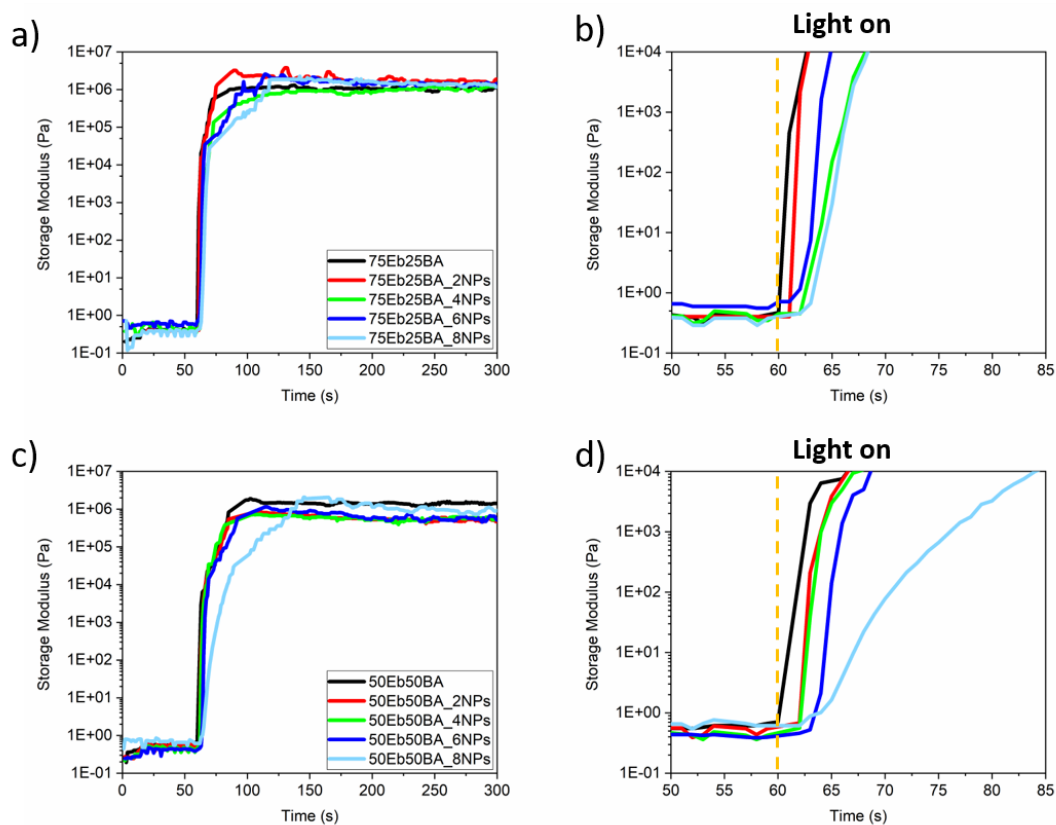 a)
1E+07
1E+06
1E+05
1E+04
1E+03
1E+02
1E+01
1E+00
1E-01
Storage Modulus (Pa)
0 50 100 150 200 250 300
Time (s)
75Eb25BA
75Eb25BA_2NPs
75Eb25BA_4NPs
75Eb25BA_6NPs
75Eb25BA_8NPs
b)
Light on
1E+04
1E+03
1E+02
1E+01
1E+00
1E-01
Storage Modulus (Pa)
50 55 60 65 70 75 80 85
Time (s)
c)
1E+07
1E+06
1E+05
1E+04
1E+03
1E+02
1E+01
1E+00
1E-01
Storage Modulus (Pa)
0 50 100 150 200 250 300
Time (s)
50Eb50BA
50Eb50BA_2NPs
50Eb50BA_4NPs
50Eb50BA_6NPs
50Eb50BA_8NPs
d)
Light on
1E+04
1E+03
1E+02
1E+01
1E+00
1E-01
Storage Modulus (Pa)
50 55 60 65 70 75 80 85
Time (s)